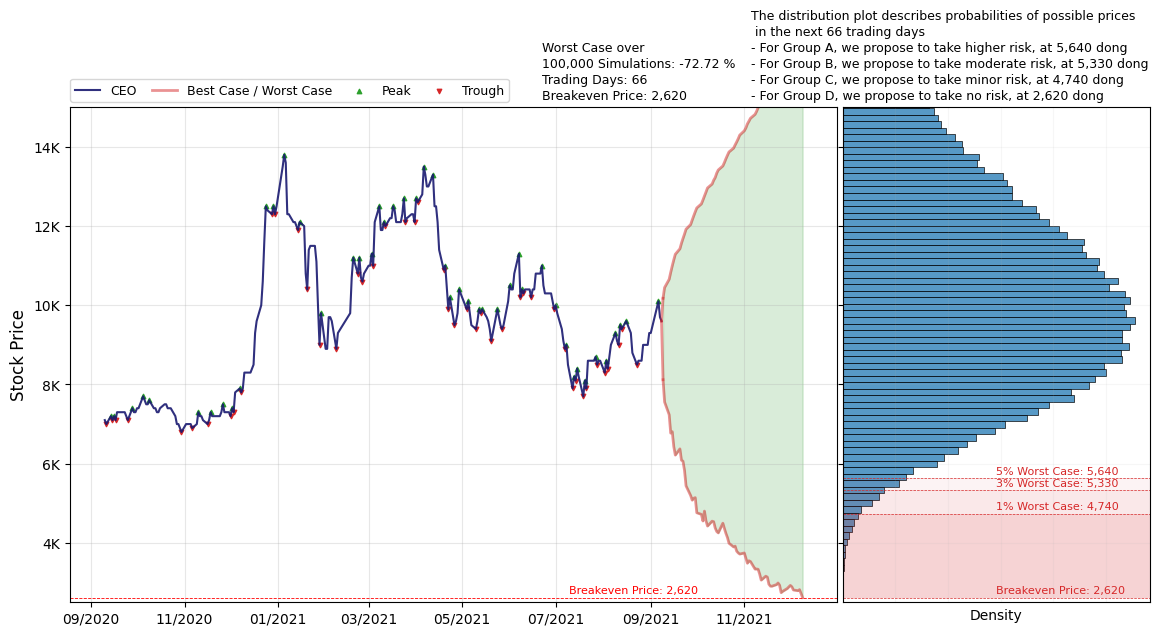 The distribution plot describes probabilities of possible prices
in the next 66 trading days
- For Group A, we propose to take higher risk, at 5,640 dong
- For Group B, we propose to take moderate risk, at 5,330 dong
- For Group C, we propose to take minor risk, at 4,740 dong
- For Group D, we propose to take no risk, at 2,620 dong
Worst Case over
100,000 Simulations: -72.72 %
Trading Days: 66
Breakeven Price: 2,620
CEO
Best Case / Worst Case
Peak
Trough
Stock Price
14K
12K
10K
8K
6K
4K
Breakeven Price: 2,620
09/2020
11/2020
01/2021
03/2021
05/2021
07/2021
09/2021
11/2021
5% Worst Case: 5,640
3% Worst Case: 5,330
1% Worst Case: 4,740
Breakeven Price: 2,620
Density